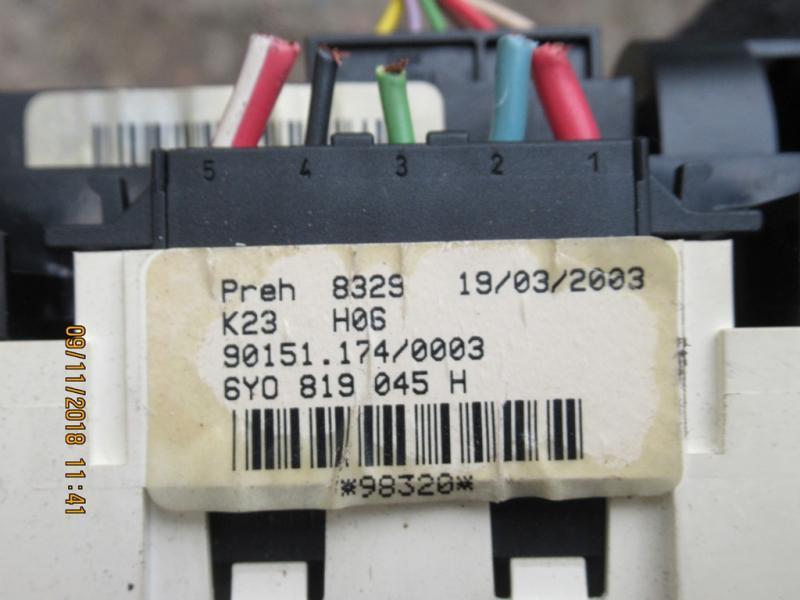 5 4 3 2 1
Preh 8329 19/03/2003
K23 H06
90151.174/0003
6Y0 819 045 H
*98320*
09/11/2018 11:41